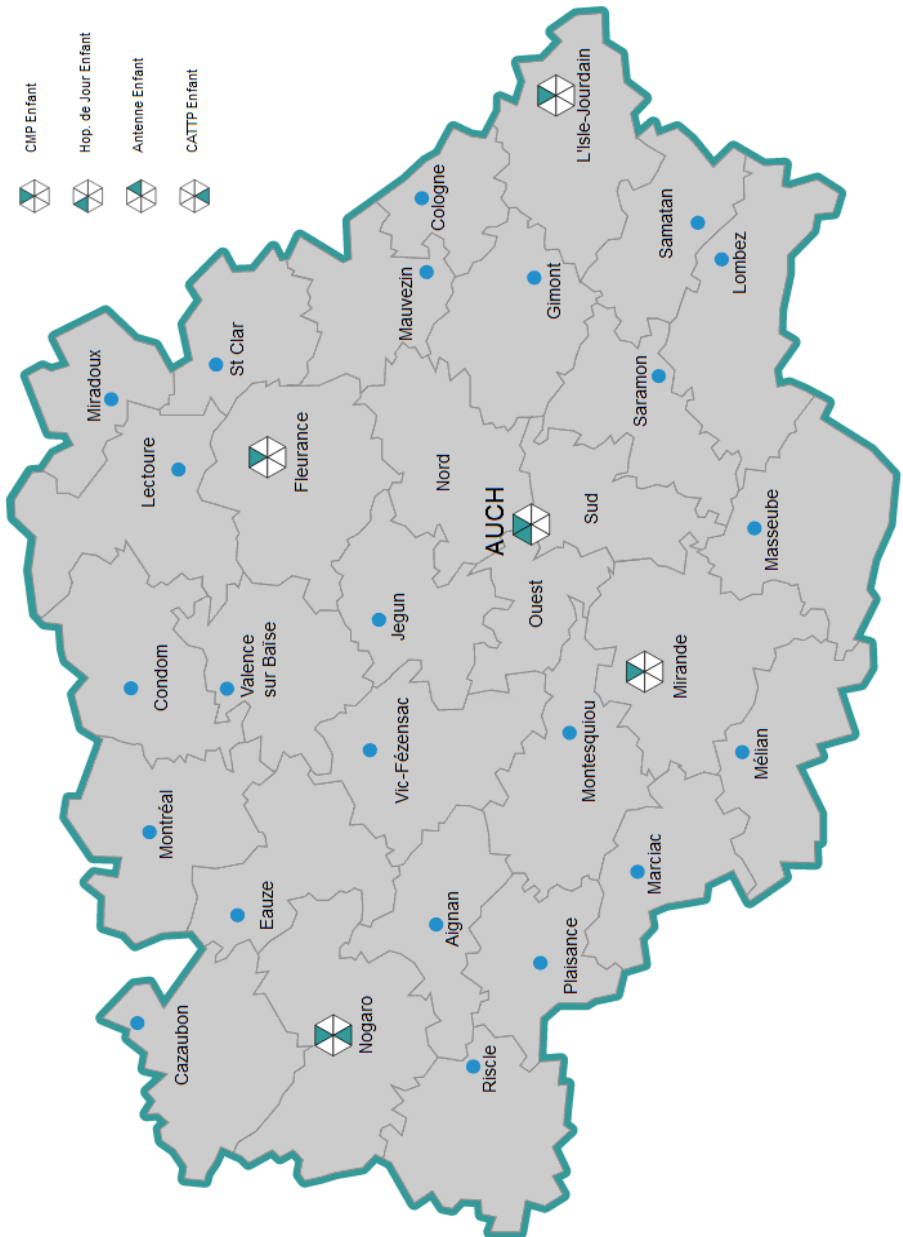 CMP Enfant
Hop. de Jour Enfant
Antenne Enfant
CATTP Enfant
Cazaubon
Montréal
Condom
Lectoure
Miradoux
St Clar
Eauze
Valence
sur Baïse
Fleurance
Nogaro
Aignan
Vic-Fézensac
Jegun
Nord
Mauvezin
Cologne
Riscle
Plaisance
Montesquiou
Ouest
AUCH
Sud
Gimont
L'Isle-Jourdain
Marciac
Mirande
Saramon
Samatan
Lombez
Mélian
Masseube